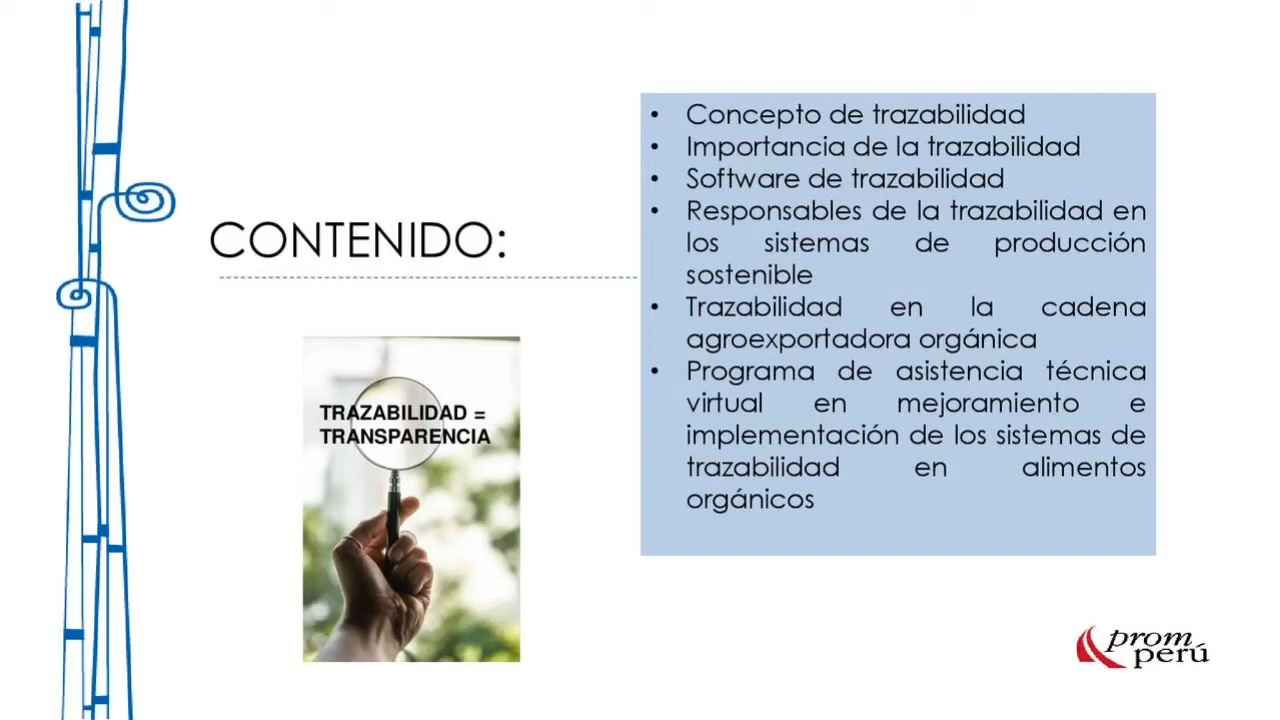 CONTENIDO:
TRAZABILIDAD =
TRANSPARENCIA
• Concepto de trazabilidad
• Importancia de la trazabilidad
• Software de trazabilidad
• Responsables de la trazabilidad en
los sistemas de producción
sostenible
• Trazabilidad en la cadena
agroexportadora orgánica
• Programa de asistencia técnica
virtual en mejoramiento e
implementación de los sistemas de
trazabilidad en alimentos
orgánicos
prom
perú